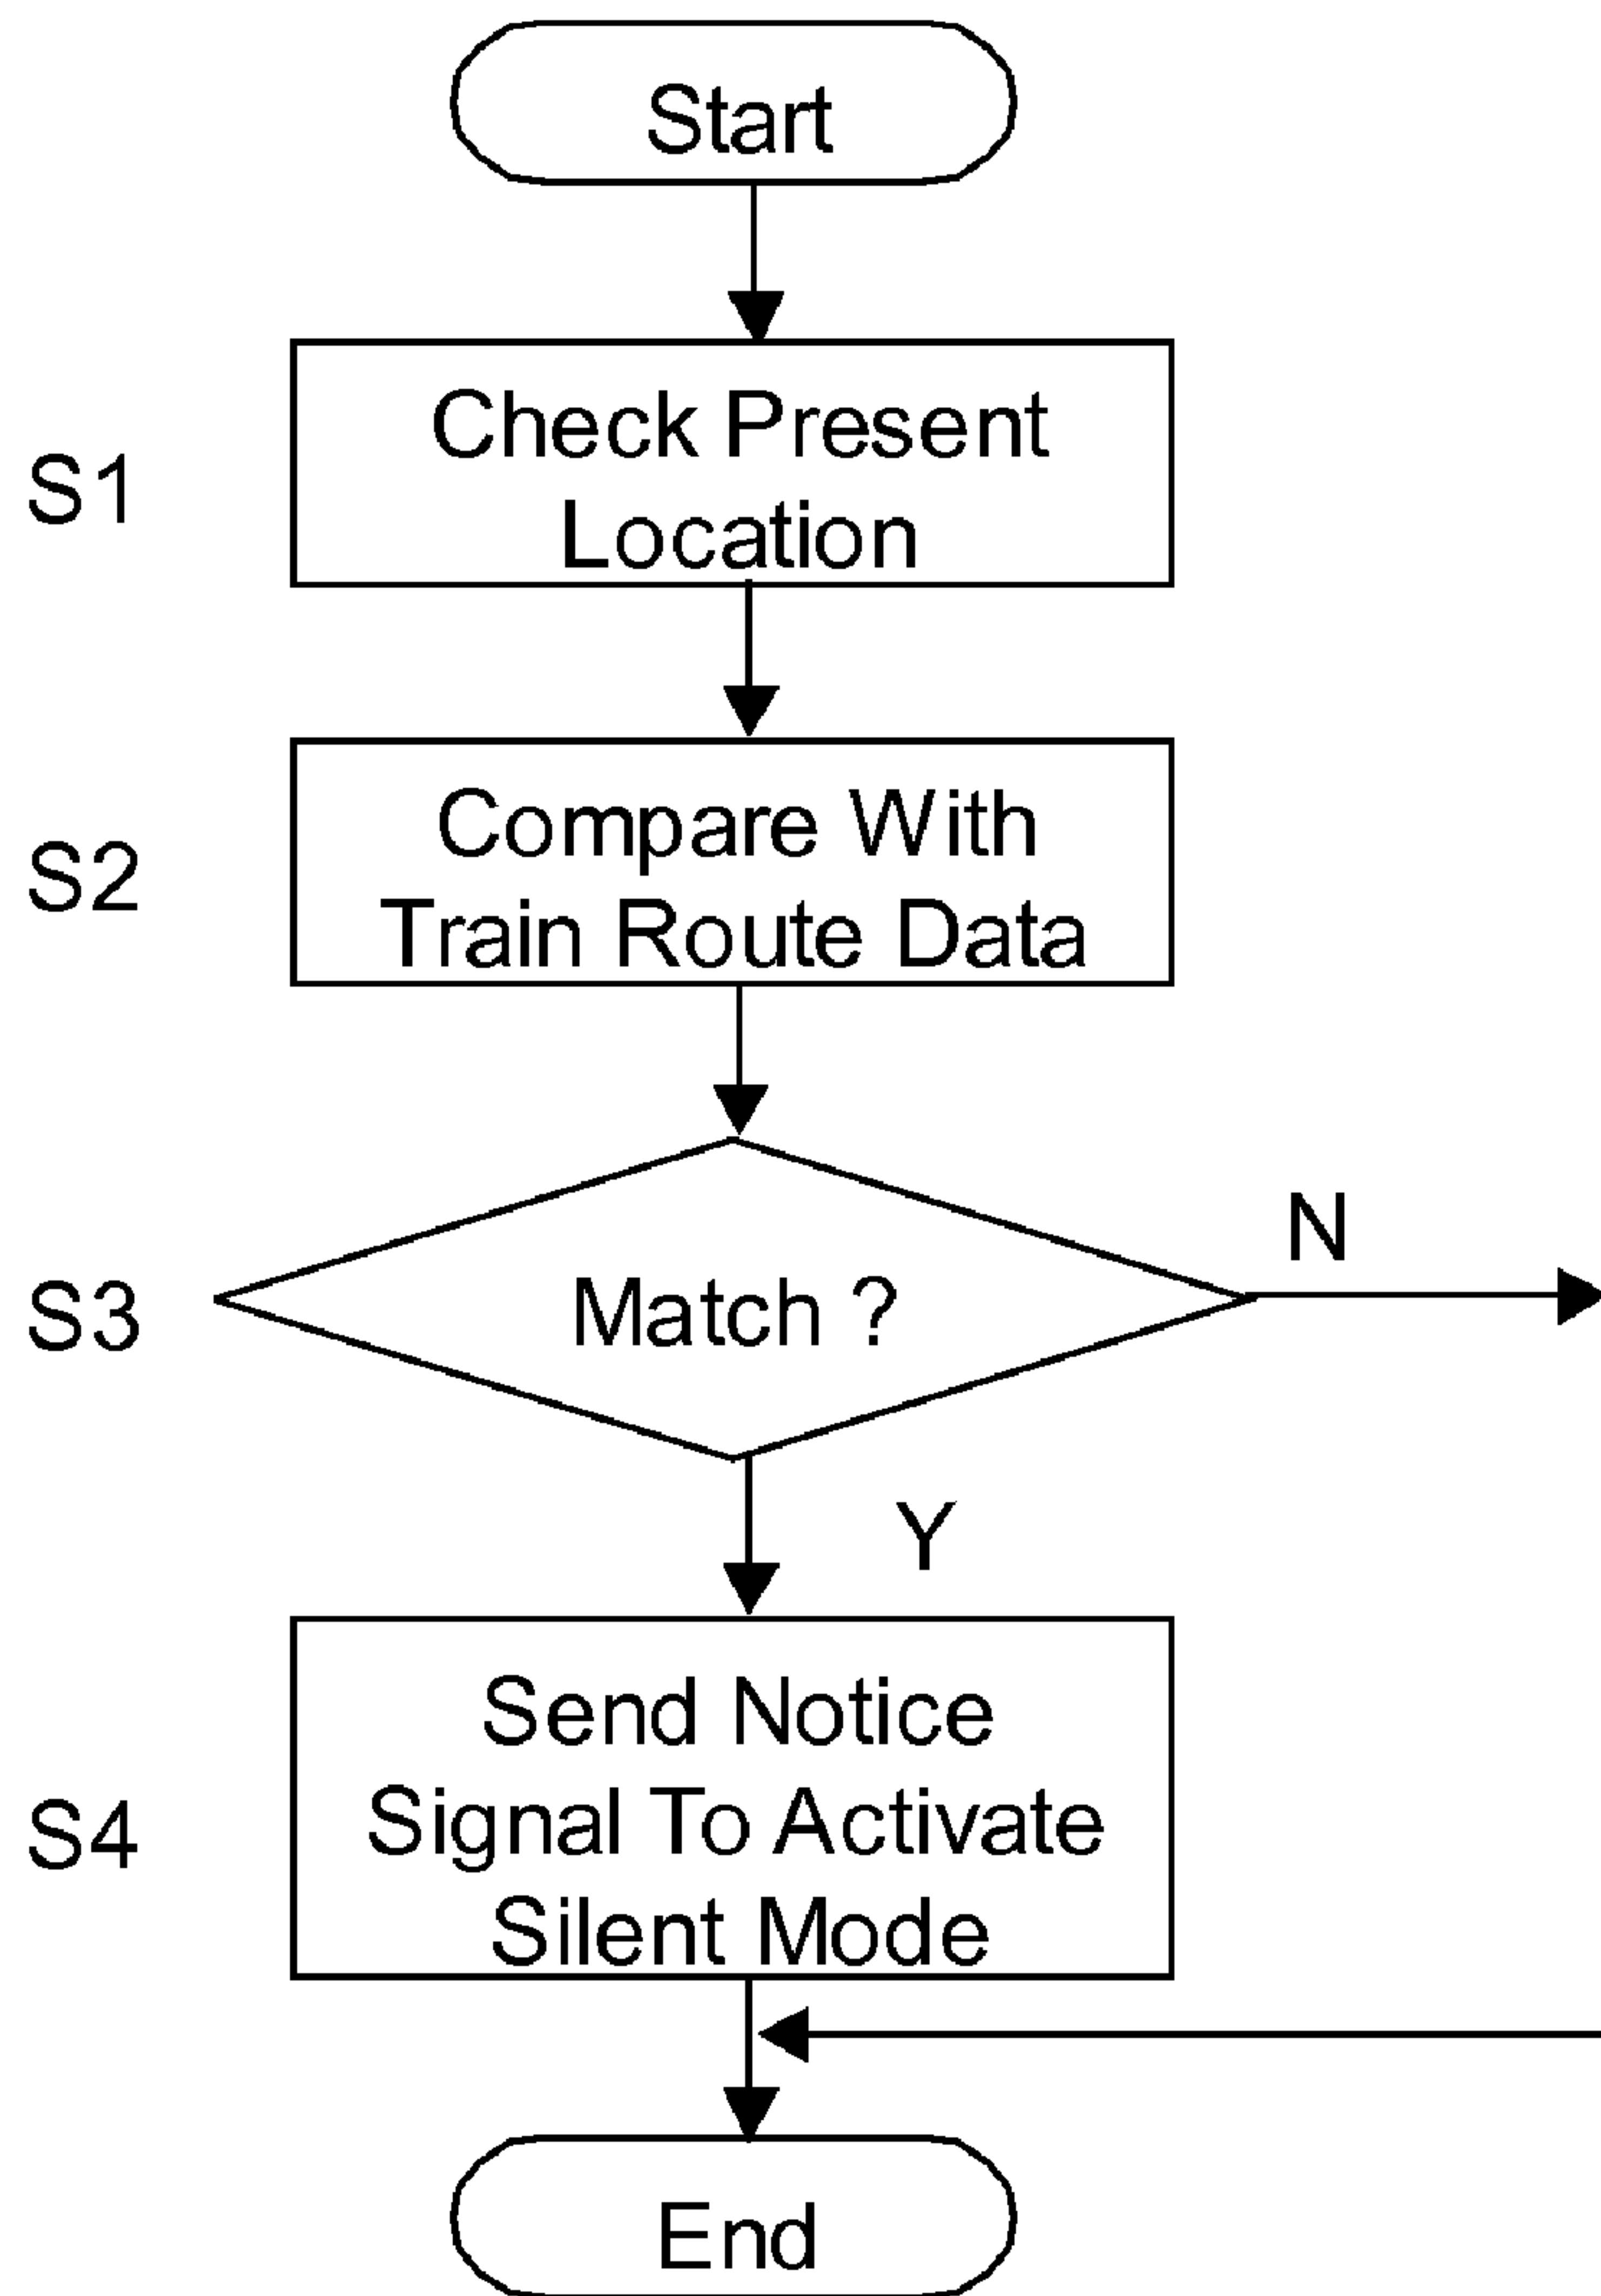 Start
S1
Check Present
Location
S2
Compare With
Train Route Data
S3
Match ?
N
Y
S4
Send Notice
Signal To Activate
Silent Mode
End